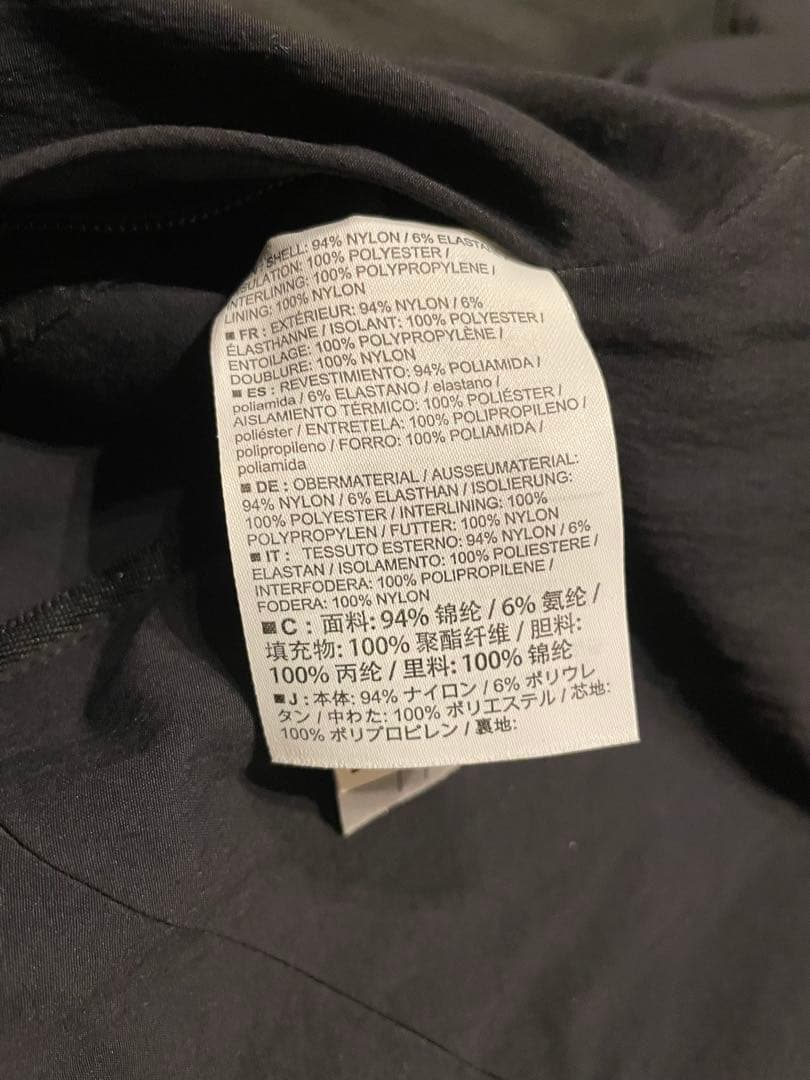 SHELL: 94% NYLON / 6%
INSULATION: 100% POLYESTER /
INTERLINING: 100% POLYPROPYLENE /
LINING: 100% NYLON
■ FR : EXTÉRIEUR: 94% NYLON / 6%
ÉLASTHANNE / ISOLANT: 100% POLYESTER /
ENTOILAGE: 100% POLYPROPYLÈNE /
DOUBLURE: 100% NYLON
■ ES : REVESTIMIENTO: 94% POLIAMIDA /
poliamida / 6% ELASTANO / elastano /
AISLAMIENTO TÉRMICO: 100% POLIÉSTER /
poliéster / ENTRETELA: 100% POLIPROPILENO /
polipropileno / FORRO: 100% POLIAMIDA /
poliamida
■ DE : OBERMATERIAL / AUSSEUMATERIAL:
94% NYLON / 6% ELASTHAN / ISOLIERUNG:
100% POLYESTER / INTERLINING: 100%
POLYPROPYLEN / FUTTER: 100% NYLON
■ IT : TESSUTO ESTERNO: 94% NYLON / 6%
ELASTAN / ISOLAMENTO: 100% POLIESTERE /
INTERFODERA: 100% POLIPROPILENE /
FODERA: 100% NYLON
■ C : 面料: 94% 锦纶 / 6% 氨纶 /
填充物: 100% 聚酯纤维 / 胆料:
100% 丙纶 / 里料: 100% 锦纶
■ J : 本体: 94% ナイロン / 6% ポリウレ
タン / 中わた: 100% ポリエステル / 芯地:
100% ポリプロピレン / 裏地: